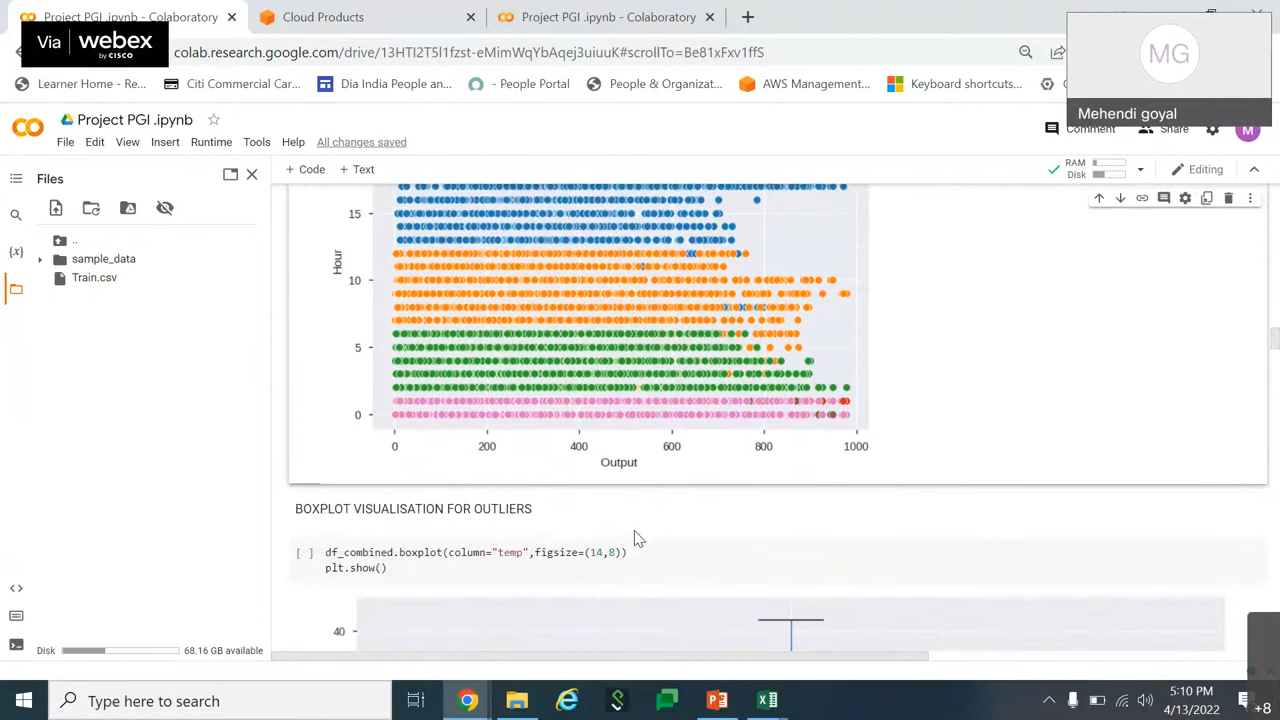 Project PGI .ipynb - Colaboratory
Cloud Products
Project PGI .ipynb - Colaboratory
Via webex
by CISCO
colab.research.google.com/drive/13HTI2T5I1fzst-eMimWqYbAqej3uiuuK#scrollTo=Be81xFxv1ffS
MG
Learner Home - Re...
Citi Commercial Car...
Dia India People an...
- People Portal
People & Organizat...
AWS Management...
Keyboard shortcuts...
Mehendi goyal
Project PGI .ipynb
Comment
Share
M
File Edit View Insert Runtime Tools Help All changes saved
Files
+ Code + Text
RAM
Disk
Editing
{x}
..
sample_data
Train.csv
15
Hour
10
5
0
0 200 400 600 800 1000
Output
BOXPLOT VISUALISATION FOR OUTLIERS
[ ] df_combined.boxplot(column="temp",figsize=(14,8))
plt.show()
40
Disk 68.16 GB available
Type here to search
5:10 PM
4/13/2022
+8